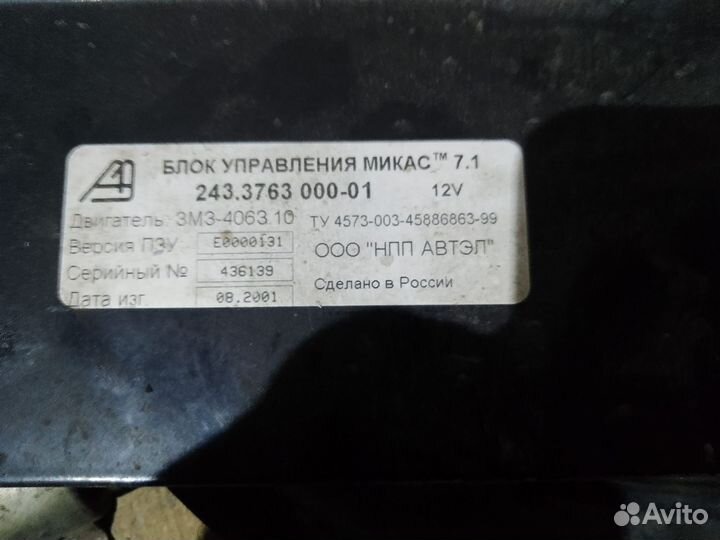 БЛОК УПРАВЛЕНИЯ МИКАС™ 7.1
243.3763 000-01 12V
Двигатель ЗМЗ-4063.10 ТУ 4573-003-45886863-99
Версия ПЗУ E0000131 ООО "НПП АВТЭЛ"
Серийный № 436139
Сделано в России
Дата изг. 08.2001
Avito